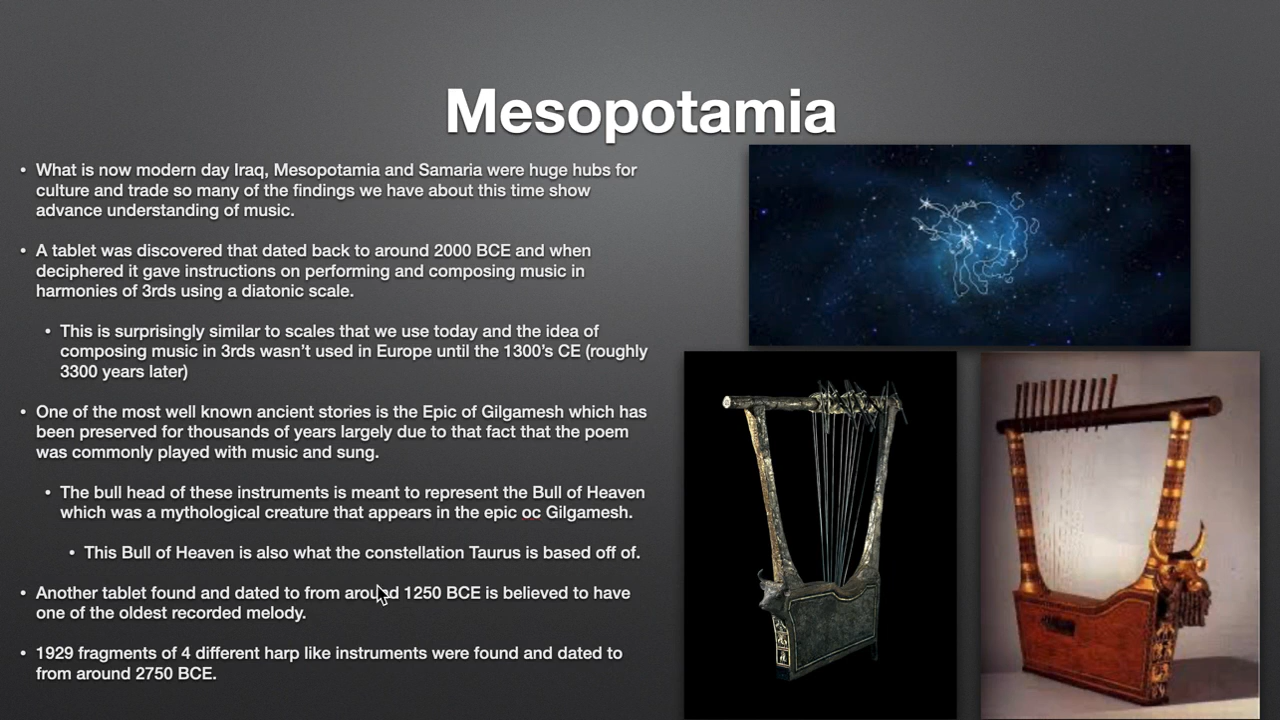 Mesopotamia
• What is now modern day Iraq, Mesopotamia and Samaria were huge hubs for
culture and trade so many of the findings we have about this time show
advance understanding of music.
• A tablet was discovered that dated back to around 2000 BCE and when
deciphered it gave instructions on performing and composing music in
harmonies of 3rds using a diatonic scale.
• This is surprisingly similar to scales that we use today and the idea of
composing music in 3rds wasn’t used in Europe until the 1300’s CE (roughly
3300 years later)
• One of the most well known ancient stories is the Epic of Gilgamesh which has
been preserved for thousands of years largely due to that fact that the poem
was commonly played with music and sung.
• The bull head of these instruments is meant to represent the Bull of Heaven
which was a mythological creature that appears in the epic oc Gilgamesh.
• This Bull of Heaven is also what the constellation Taurus is based off of.
• Another tablet found and dated to from around 1250 BCE is believed to have
one of the oldest recorded melody.
• 1929 fragments of 4 different harp like instruments were found and dated to
from around 2750 BCE.